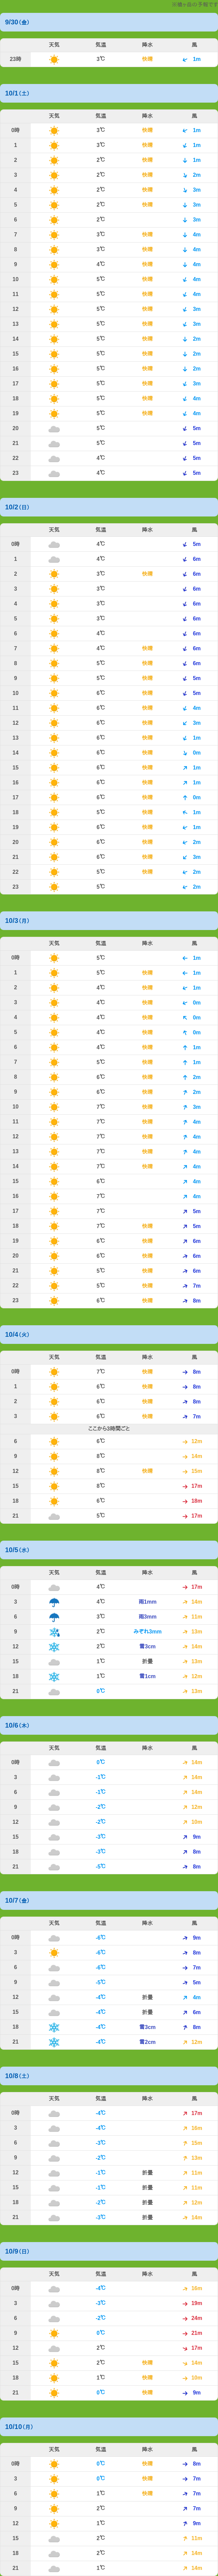 9/30(金)
天気 気温 降水 風
23時 3℃ 快晴 1m
10/1(土)
天気 気温 降水 風
0時 3℃ 快晴 1m
1 3℃ 快晴 1m
2 2℃ 快晴 1m
3 2℃ 快晴 2m
4 2℃ 快晴 3m
5 2℃ 快晴 3m
6 2℃ 3m
7 3℃ 快晴 4m
8 3℃ 快晴 4m
9 4℃ 快晴 4m
10 5℃ 快晴 4m
11 5℃ 快晴 4m
12 5℃ 快晴 3m
13 5℃ 快晴 3m
14 5℃ 快晴 2m
15 5℃ 快晴 2m
16 5℃ 快晴 2m
17 5℃ 快晴 3m
18 5℃ 快晴 4m
19 5℃ 快晴 4m
20 5℃ 5m
21 5℃ 5m
22 4℃ 5m
23 4℃ 5m
10/2(日)
天気 気温 降水 風
0時 4℃ 5m
1 4℃ 6m
2 3℃ 快晴 6m
3 3℃ 6m
4 3℃ 6m
5 3℃ 6m
6 4℃ 6m
7 4℃ 快晴 6m
8 5℃ 快晴 6m
9 5℃ 快晴 5m
10 6℃ 快晴 5m
11 6℃ 快晴 4m
12 6℃ 快晴 3m
13 6℃ 快晴 1m
14 6℃ 快晴 0m
15 6℃ 快晴 1m
16 6℃ 快晴 1m
17 6℃ 快晴 0m
18 5℃ 快晴 1m
19 6℃ 快晴 1m
20 6℃ 快晴 2m
21 6℃ 快晴 3m
22 5℃ 快晴 2m
23 5℃ 快晴 2m
10/3(月)
天気 気温 降水 風
0時 5℃ 1m
1 5℃ 快晴 1m
2 4℃ 快晴 1m
3 4℃ 快晴 0m
4 4℃ 快晴 0m
5 4℃ 快晴 0m
6 4℃ 快晴 1m
7 5℃ 快晴 1m
8 6℃ 快晴 2m
9 6℃ 快晴 2m
10 7℃ 快晴 3m
11 7℃ 快晴 4m
12 7℃ 快晴 4m
13 7℃ 快晴 4m
14 7℃ 快晴 4m
15 6℃ 4m
16 7℃ 4m
17 7℃ 5m
18 7℃ 快晴 5m
19 6℃ 快晴 6m
20 6℃ 快晴 6m
21 5℃ 快晴 6m
22 5℃ 快晴 7m
23 6℃ 快晴 8m
10/4(火)
天気 気温 降水 風
0時 7℃ 快晴 8m
1 6℃ 快晴 8m
2 6℃ 快晴 8m
3 6℃ 快晴 7m
ここから3時間ごと
6 6℃ 12m
9 8℃ 14m
12 8℃ 快晴 15m
15 8℃ 17m
18 6℃ 18m
21 5℃ 17m
10/5(水)
天気 気温 降水 風
0時 4℃ 17m
3 4℃ 雨1mm 14m
6 3℃ 雨3mm 11m
9 2℃ みぞれ3mm 13m
12 2℃ 雪3cm 14m
15 1℃ 折曇 13m
18 1℃ 雪1cm 12m
21 0℃ 12m
10/6(木)
天気 気温 降水 風
0時 0℃ 14m
3 -1℃ 14m
6 -1℃ 14m
9 -2℃ 12m
12 -2℃ 10m
15 -3℃ 9m
18 -3℃ 8m
21 -5℃ 8m
10/7(金)
天気 気温 降水 風
0時 -6℃ 9m
3 -6℃ 8m
6 -6℃ 7m
9 -5℃ 5m
12 -4℃ 折曇 4m
15 -4℃ 折曇 6m
18 -4℃ 雪3cm 8m
21 -4℃ 雪2cm 12m
10/8(土)
天気 気温 降水 風
0時 -4℃ 17m
3 -4℃ 16m
6 -3℃ 15m
9 -2℃ 13m
12 -1℃ 折曇 11m
15 -1℃ 折曇 11m
18 -2℃ 折曇 12m
21 -3℃ 折曇 14m
10/9(日)
天気 気温 降水 風
0時 -4℃ 16m
3 -3℃ 19m
6 -2℃ 24m
9 0℃ 21m
12 2℃ 17m
15 2℃ 快晴 14m
18 1℃ 快晴 10m
21 0℃ 快晴 9m
10/10(月)
天気 気温 降水 風
0時 0℃ 快晴 8m
3 0℃ 快晴 7m
6 1℃ 快晴 7m
9 2℃ 7m
12 1℃ 9m
15 2℃ 11m
18 2℃ 14m
21 1℃ 14m